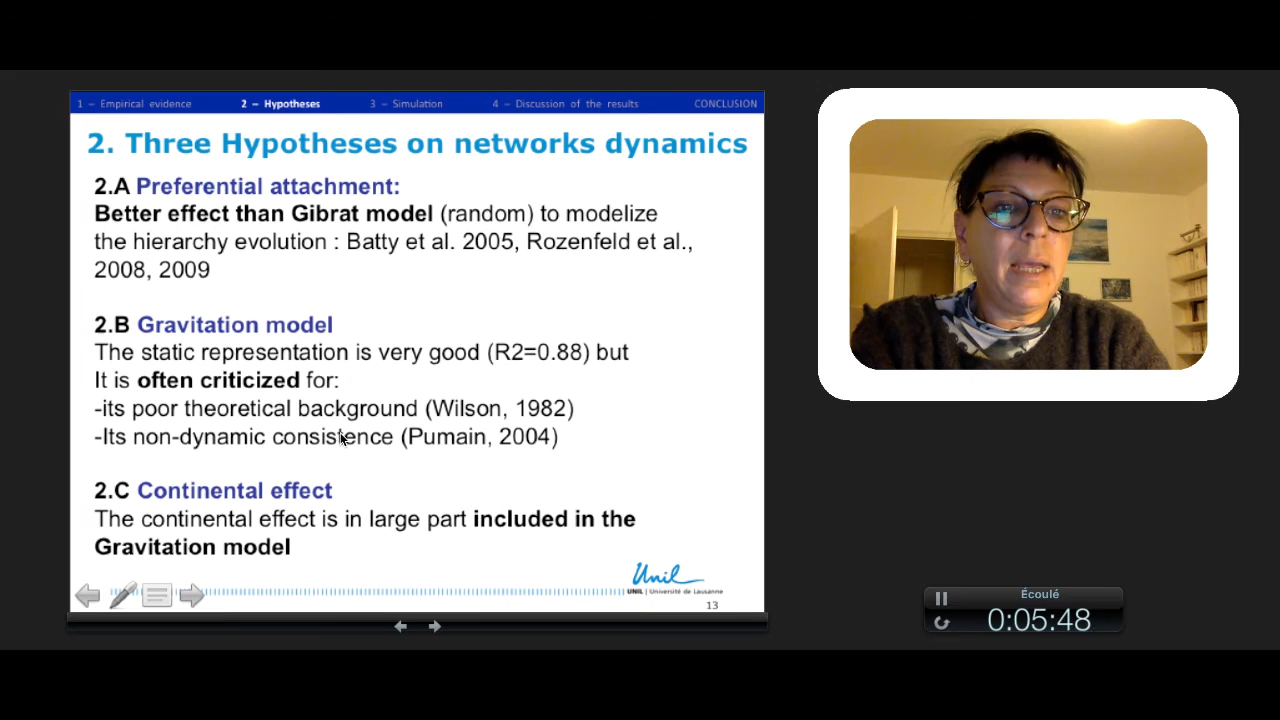 1 – Empirical evidence 2 – Hypotheses 3 – Simulation 4 – Discussion of the results CONCLUSION
2. Three Hypotheses on networks dynamics
2.A Preferential attachment:
Better effect than Gibrat model (random) to modelize
the hierarchy evolution : Batty et al. 2005, Rozenfeld et al.,
2008, 2009
2.B Gravitation model
The static representation is very good (R2=0.88) but
It is often criticized for:
-its poor theoretical background (Wilson, 1982)
-Its non-dynamic consistence (Pumain, 2004)
2.C Continental effect
The continental effect is in large part included in the
Gravitation model
Unil
UNIL | Université de Lausanne
13
Écoulé
0:05:48